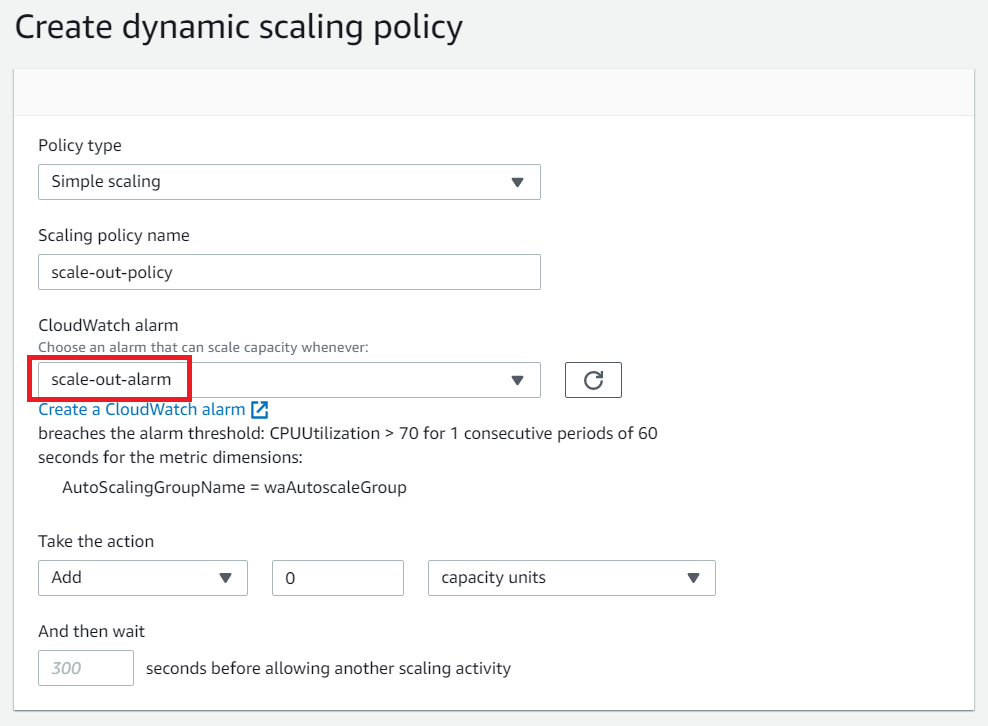 Create dynamic scaling policy
Policy type
Simple scaling
Scaling policy name
scale-out-policy
CloudWatch alarm
Choose an alarm that can scale capacity whenever:
scale-out-alarm
Create a CloudWatch alarm
breaches the alarm threshold: CPUUtilization > 70 for 1 consecutive periods of 60
seconds for the metric dimensions:
AutoScalingGroupName = waAutoscaleGroup
Take the action
Add 0 capacity units
And then wait
300 seconds before allowing another scaling activity